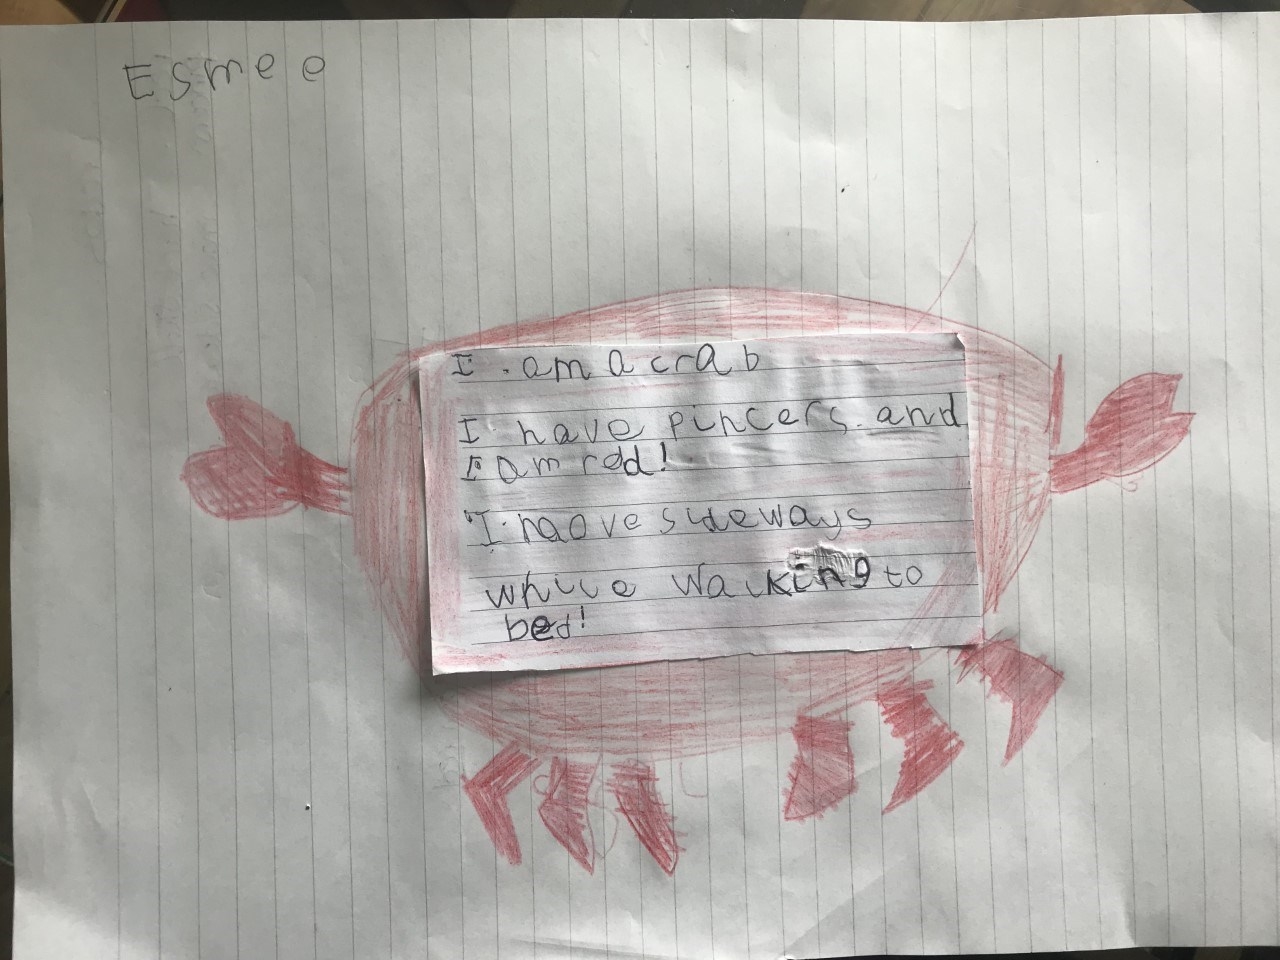 Esmee
I am a crab
I have pincers and
I am red!
I move sideways
while walking to
bed!